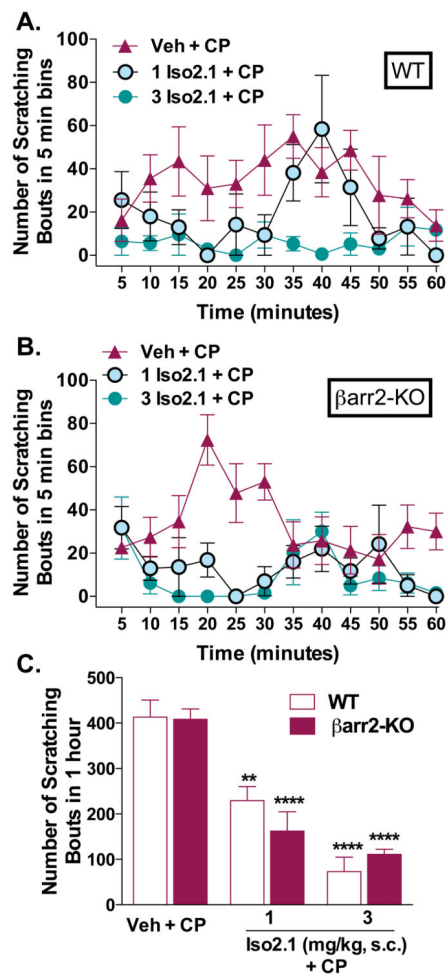 A.
Number of Scratching
Bouts in 5 min bins
100
80
60
40
20
0
Veh + CP
1 Iso2.1 + CP
3 Iso2.1 + CP
WT
5 10 15 20 25 30 35 40 45 50 55 60
Time (minutes)
B.
Number of Scratching
Bouts in 5 min bins
100
80
60
40
20
0
Veh + CP
1 Iso2.1 + CP
3 Iso2.1 + CP
βarr2-KO
5 10 15 20 25 30 35 40 45 50 55 60
Time (minutes)
C.
Number of Scratching
Bouts in 1 hour
500
400
300
200
100
0
WT
βarr2-KO
** **** **** ****
Veh + CP
1 3
Iso2.1 (mg/kg, s.c.)
+ CP